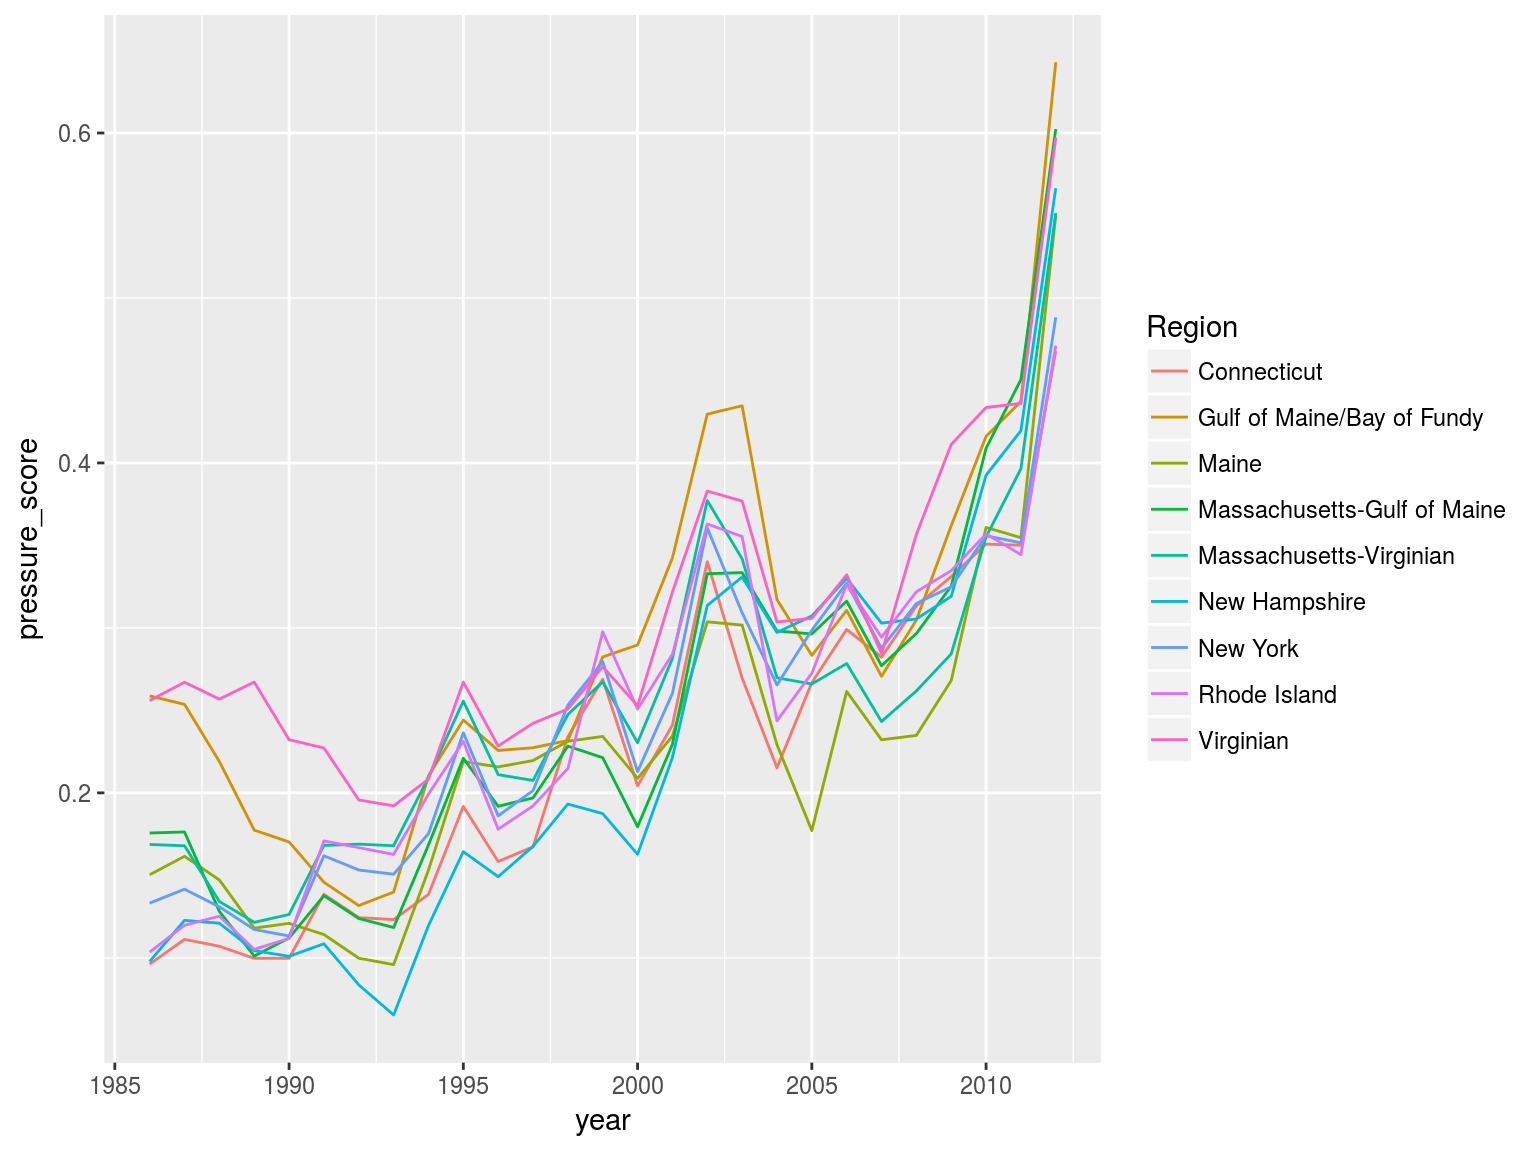 0.6
0.4
0.2
pressure_score
1985 1990 1995 2000 2005 2010
year
Region
Connecticut
Gulf of Maine/Bay of Fundy
Maine
Massachusetts-Gulf of Maine
Massachusetts-Virginian
New Hampshire
New York
Rhode Island
Virginian